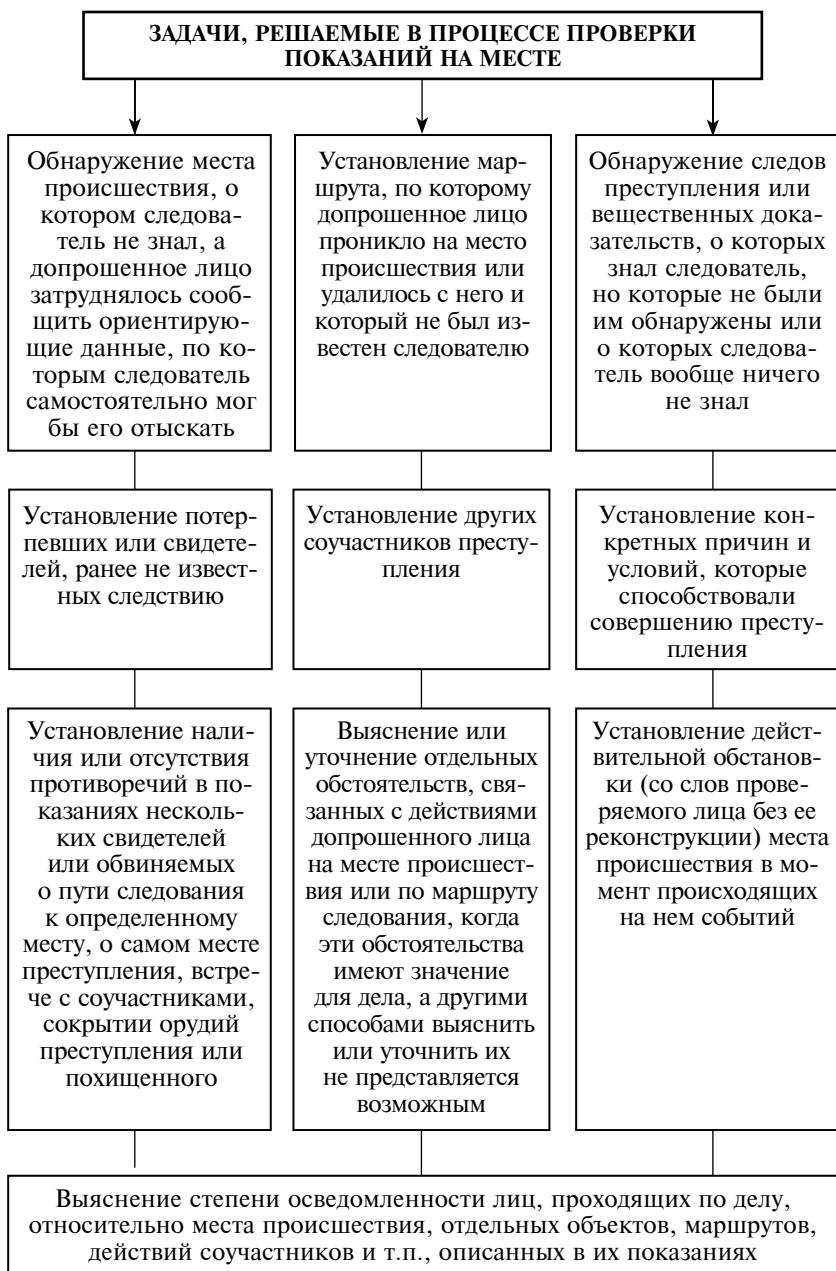 ЗАДАЧИ, РЕШАЕМЫЕ В ПРОЦЕССЕ ПРОВЕРКИ
ПОКАЗАНИЙ НА МЕСТЕ
Обнаружение места
происшествия, о
котором следова-
тель не знал, а
допрошенное лицо
затруднялось сооб-
щить ориентирую-
щие данные, по ко-
торым следователь
самостоятельно мог
бы его отыскать
Установление мар-
шрута, по которому
допрошенное лицо
проникло на место
происшествия или
удалилось с него и
который не был из-
вестен следователю
Обнаружение следов
преступления или
вещественных дока-
зательств, о которых
знал следователь,
но которые не были
им обнаружены или
о которых следова-
тель вообще ничего
не знал
Установление потер-
певших или свидете-
лей, ранее не извест-
ных следствию
Установление других
соучастников престу-
пления
Установление кон-
кретных причин и
условий, которые
способствовали
совершению престу-
пления
Установление нали-
чия или отсутствия
противоречий в по-
казаниях несколь-
ких свидетелей
или обвиняемых
о пути следования
к определенному
месту, о самом месте
преступления, встре-
че с соучастниками,
сокрытии орудий
преступления или
похищенного
Выяснение или
уточнение отдельных
обстоятельств, свя-
занных с действиями
допрошенного лица
на месте происшест-
вия или по маршруту
следования, когда
эти обстоятельства
имеют значение
для дела, а другими
способами выяснить
или уточнить их
не представляется
возможным
Установление дейст-
вительной обстанов-
ки (со слов прове-
ряемого лица без ее
реконструкции) места
происшествия в мо-
мент происходящих
на нем событий
Выяснение степени осведомленности лиц, проходящих по делу,
относительно места происшествия, отдельных объектов, маршрутов,
действий соучастников и т.п., описанных в их показаниях